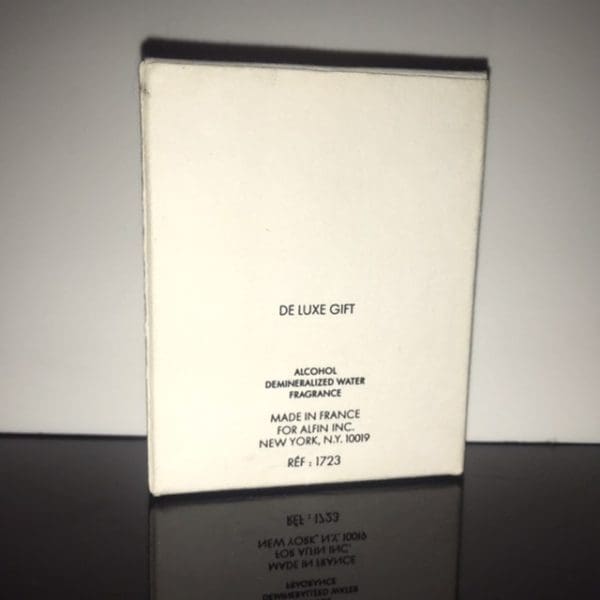 DE LUXE GIFT
ALCOHOL
DEMINERALIZED WATER
FRAGRANCE
MADE IN FRANCE
FOR ALFIN INC.
NEW YORK, N.Y. 10019
RÉF : 1723